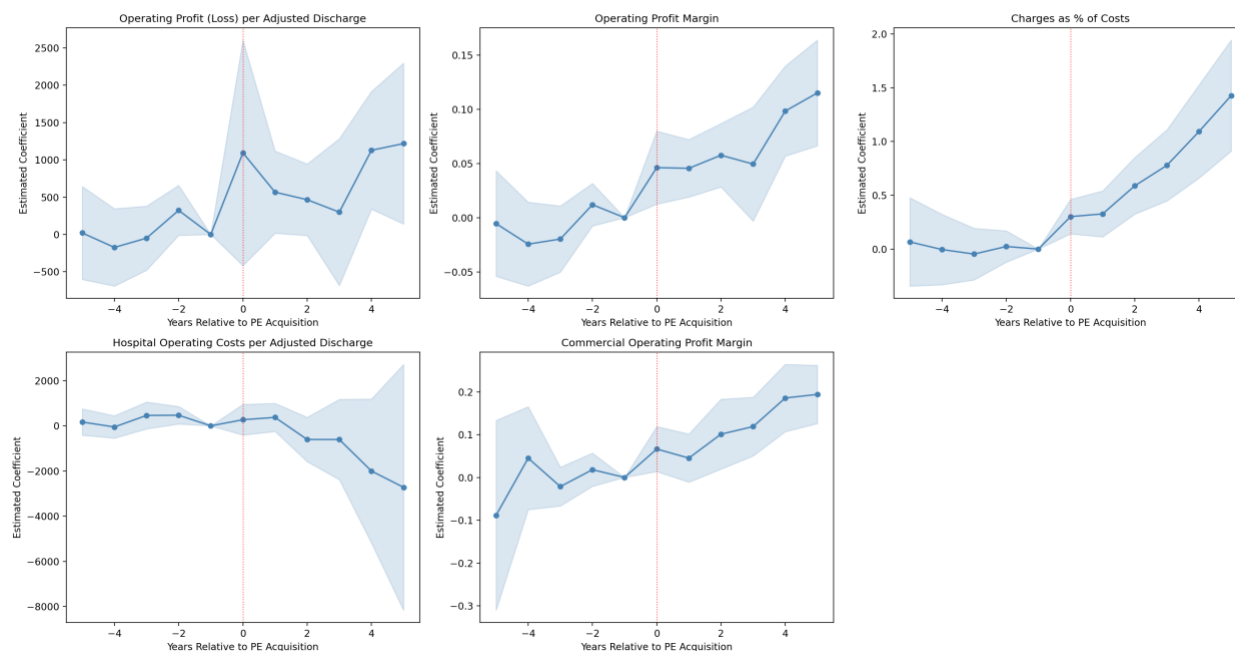 Operating Profit (Loss) per Adjusted Discharge
Estimated Coefficient
2500
2000
1500
1000
500
0
−500
−4 −2 0 2 4
Years Relative to PE Acquisition
Operating Profit Margin
Estimated Coefficient
0.15
0.10
0.05
0.00
−0.05
−4 −2 0 2 4
Years Relative to PE Acquisition
Charges as % of Costs
Estimated Coefficient
2.0
1.5
1.0
0.5
0.0
−4 −2 0 2 4
Years Relative to PE Acquisition
Hospital Operating Costs per Adjusted Discharge
Estimated Coefficient
2000
0
−2000
−4000
−6000
−8000
−4 −2 0 2 4
Years Relative to PE Acquisition
Commercial Operating Profit Margin
Estimated Coefficient
0.2
0.1
0.0
−0.1
−0.2
−0.3
−4 −2 0 2 4
Years Relative to PE Acquisition